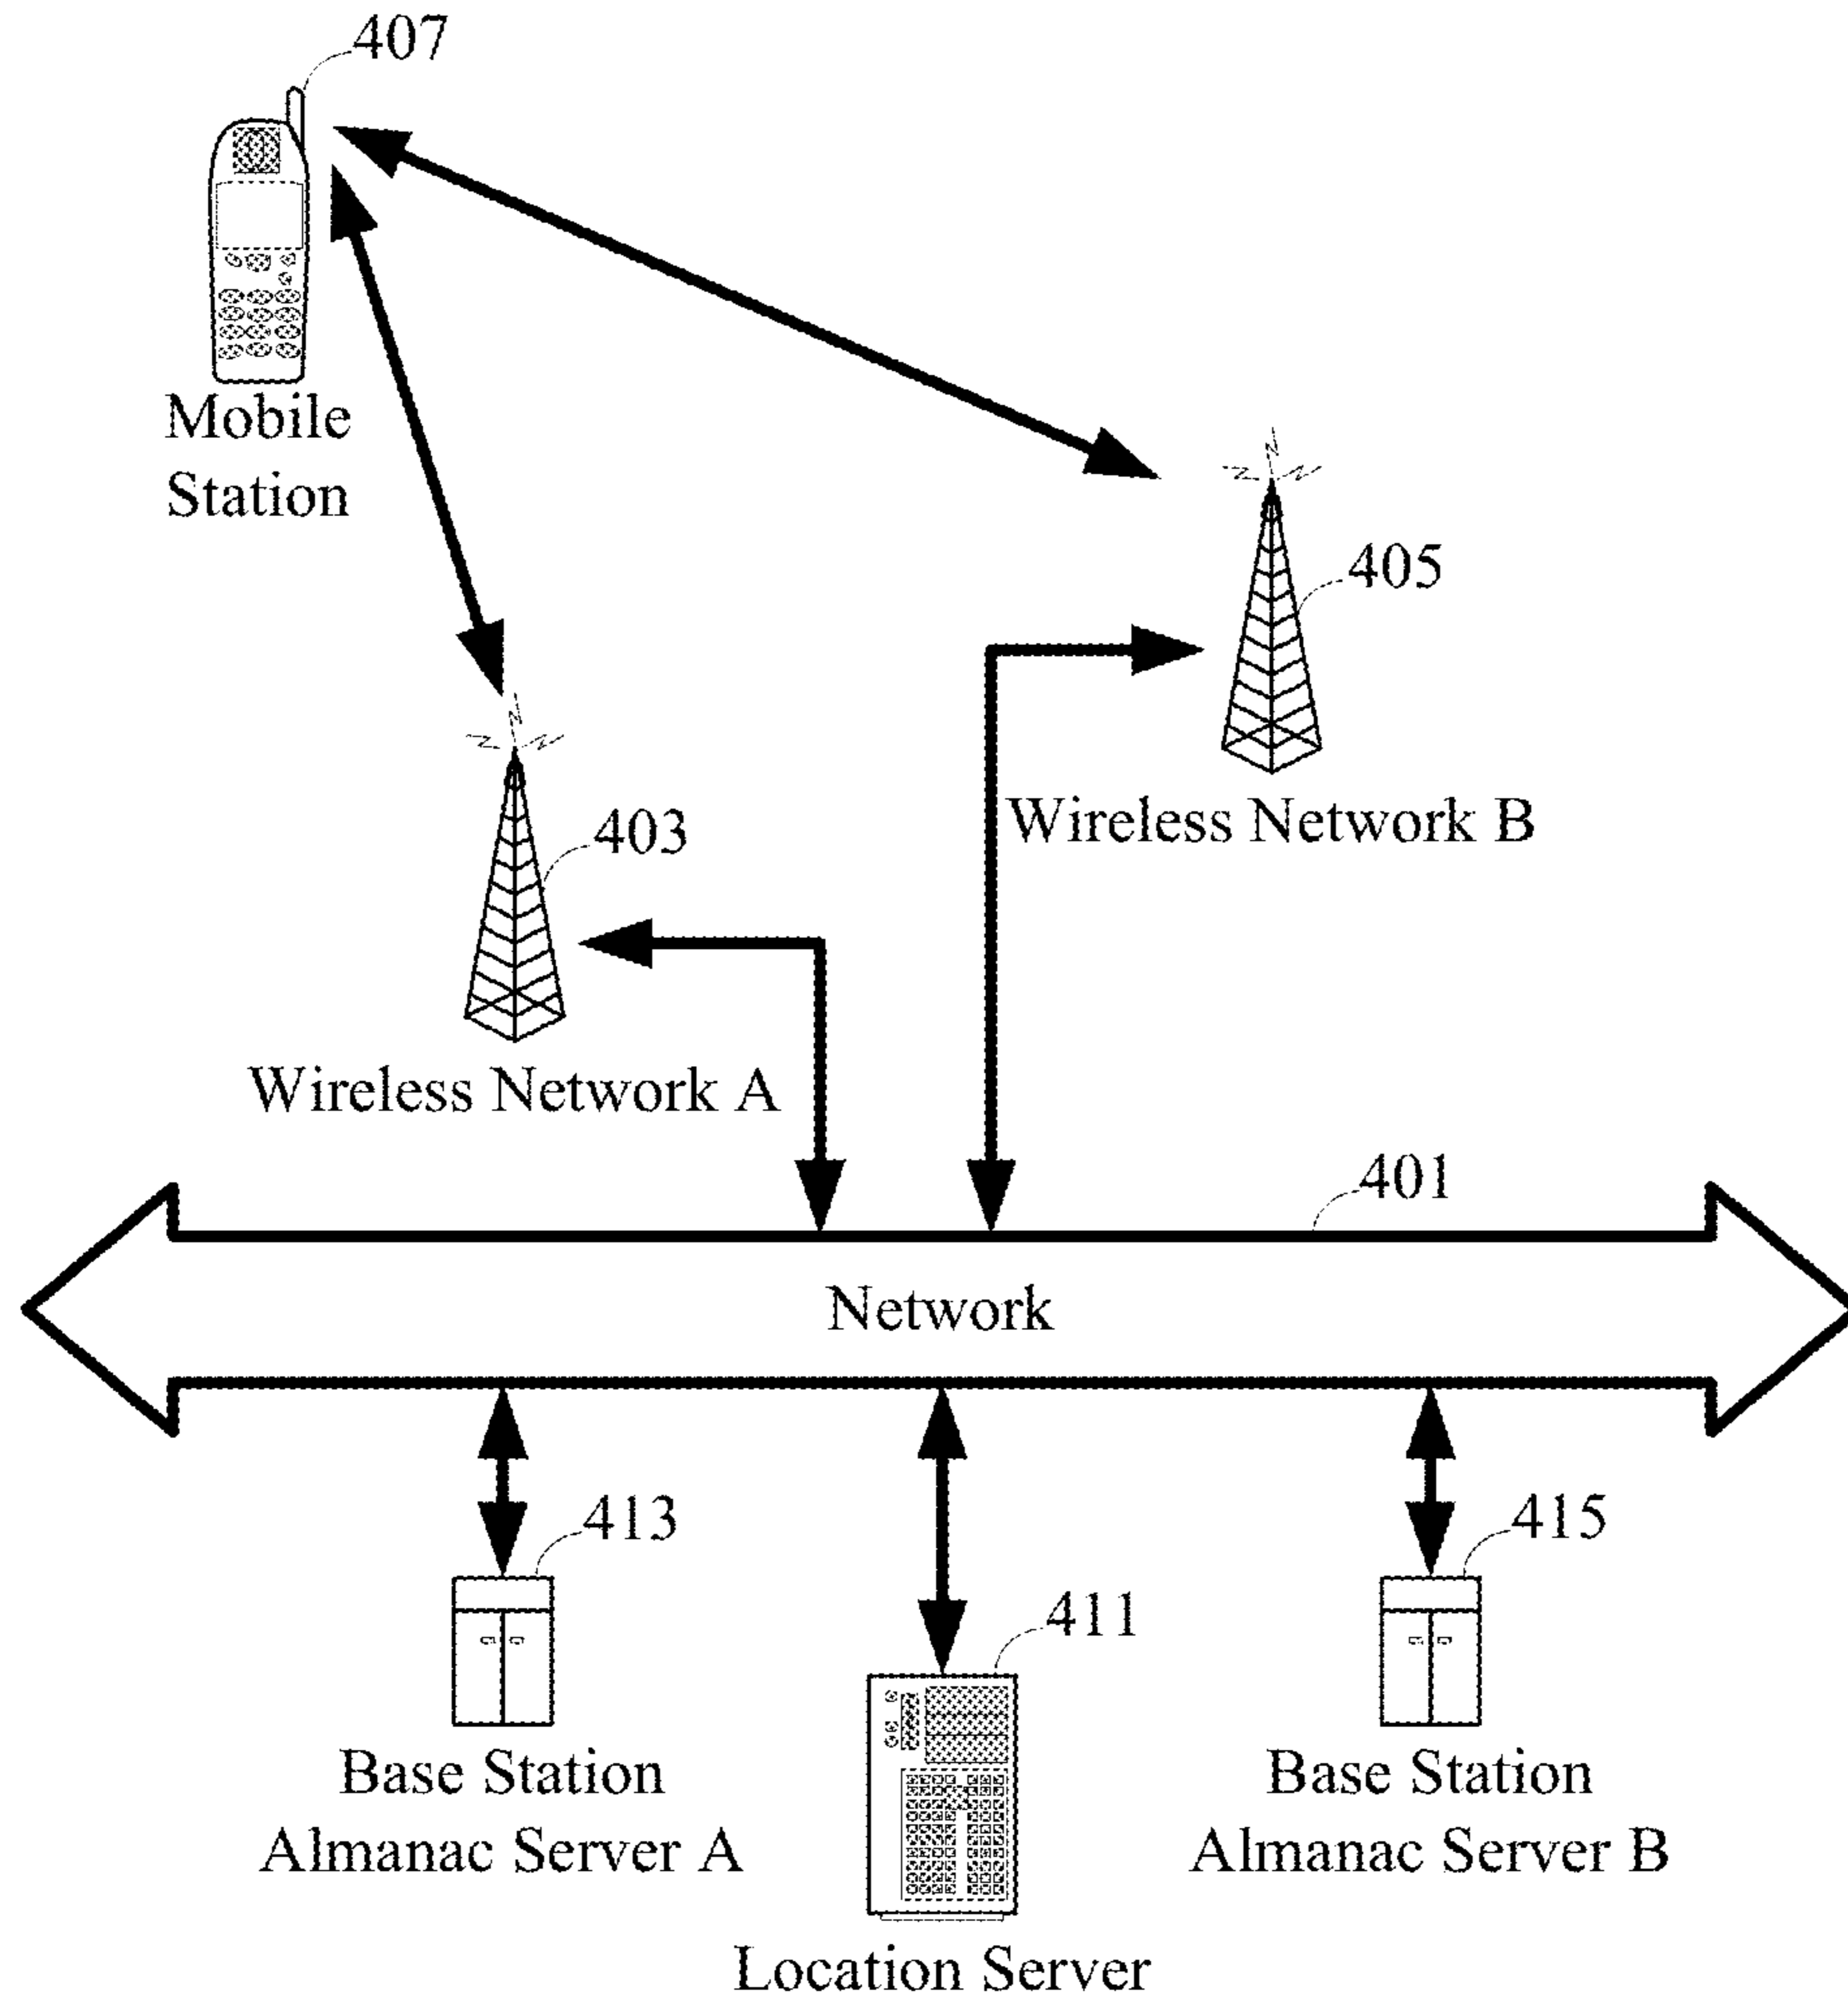 407
Mobile
Station
405
Wireless Network B
403
Wireless Network A
401
Network
413
415
411
Base Station
Almanac Server A
Base Station
Almanac Server B
Location Server